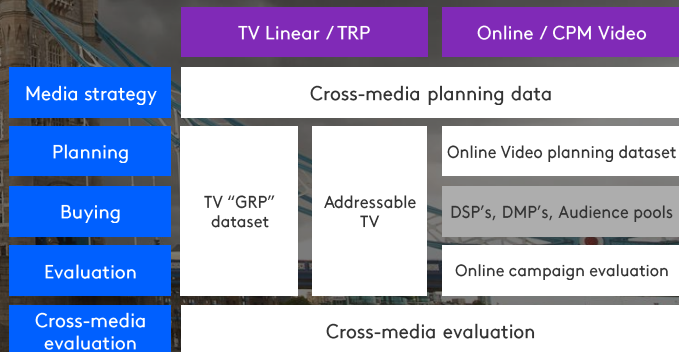 TV Linear / TRP
Online / CPM Video
Media strategy
Cross-media planning data
Planning
Online Video planning dataset
TV “GRP”
dataset
Addressable
TV
Buying
DSP's, DMP's, Audience pools
Evaluation
Online campaign evaluation
Cross-media
evaluation
Cross-media evaluation